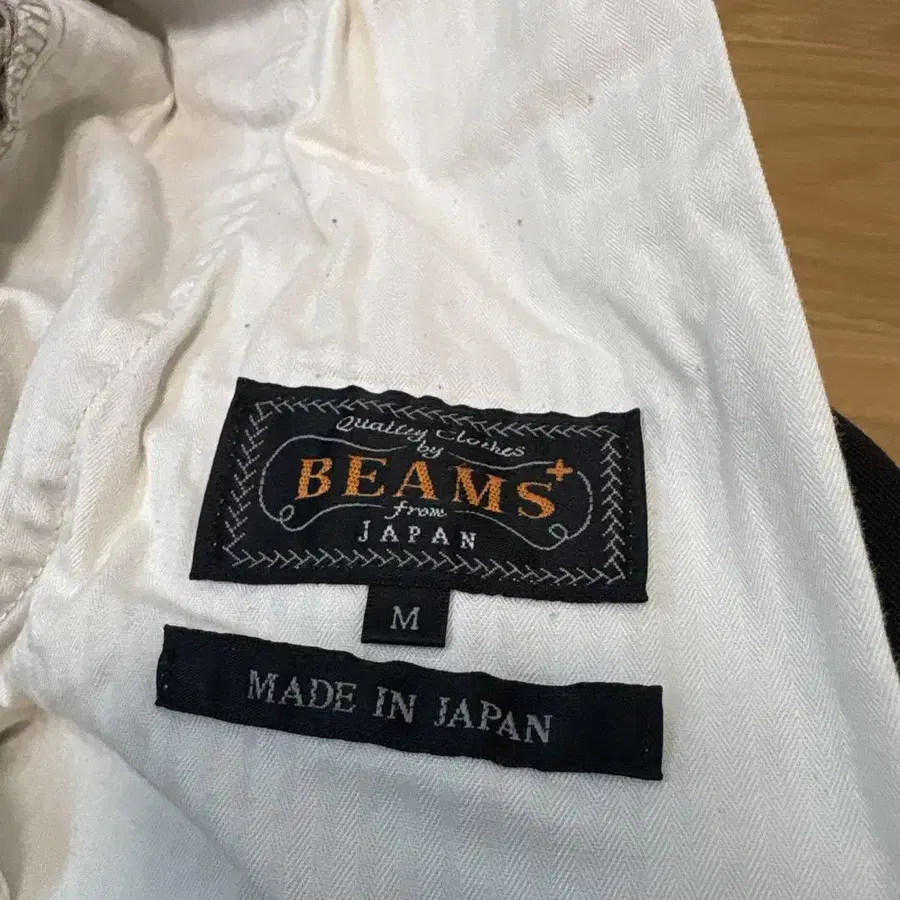 Quality Clothes
by
BEAMS+
from
JAPAN
M
MADE IN JAPAN